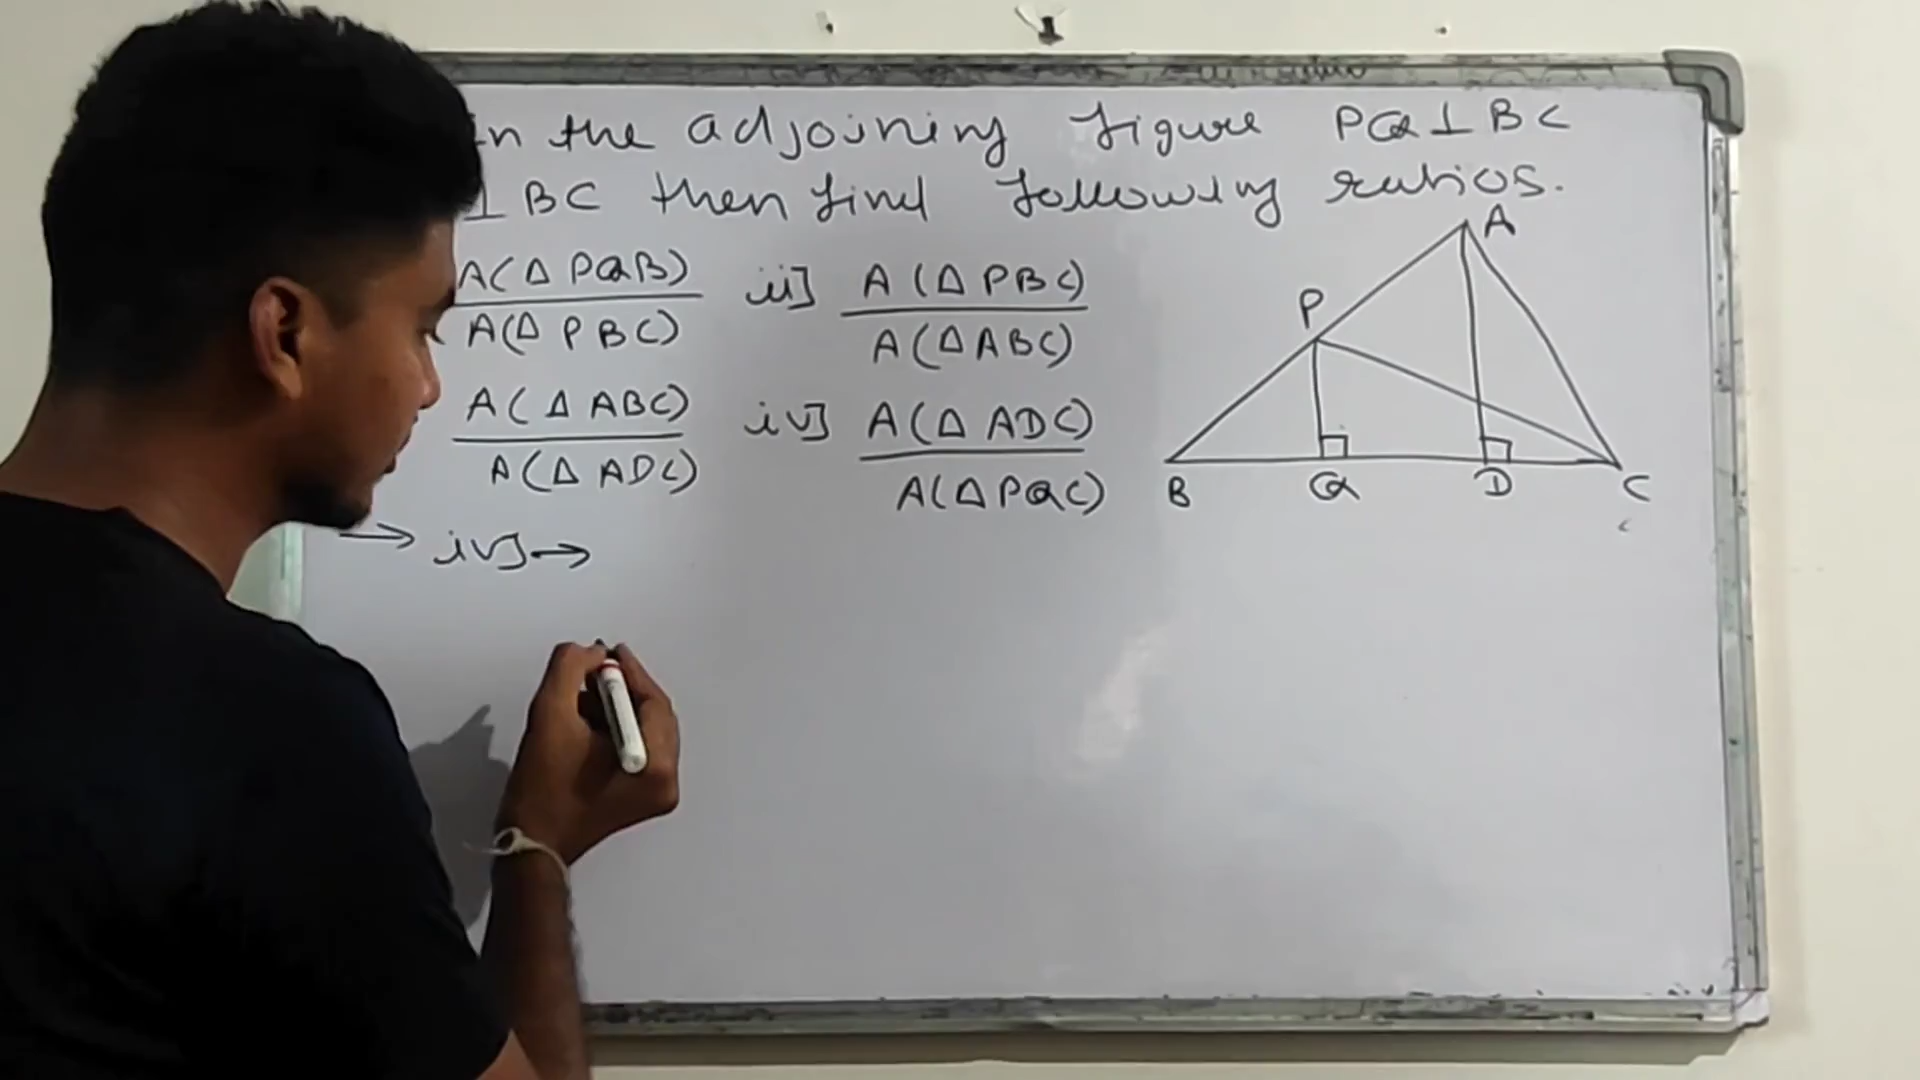 n the adjoining figure PQ⊥BC
⊥BC then find following ratios.
A(Δ PQB)
A(Δ PBC)
ii] A(Δ PBC)
A(Δ ABC)
A(Δ ABC)
A(Δ ADC)
iv] A(Δ ADC)
A(Δ PQC)
A
P
B Q D C
→ iv]→